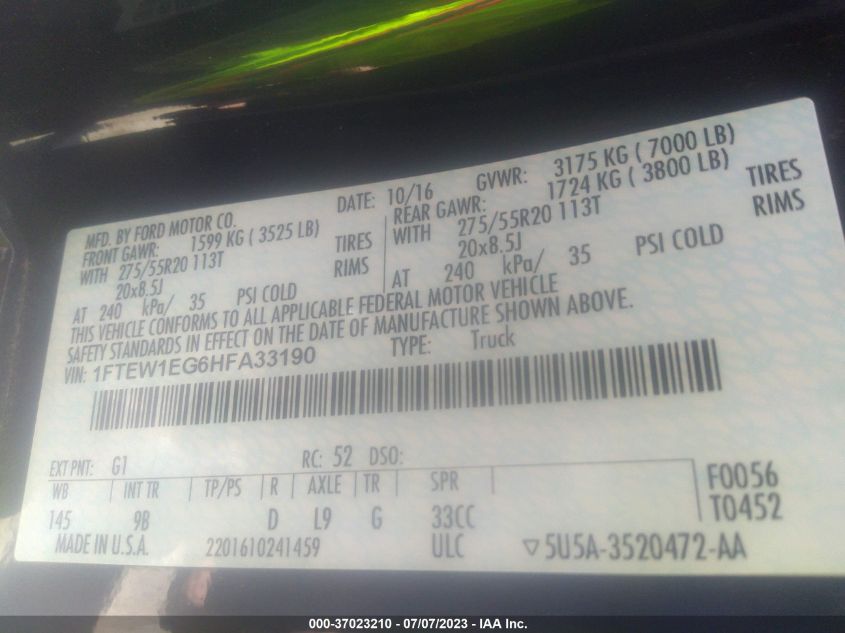 MFD. BY FORD MOTOR CO. DATE: 10/16 GVWR: 3175 KG ( 7000 LB)
FRONT GAWR: 1599 KG ( 3525 LB) REAR GAWR: 1724 KG ( 3800 LB)
WITH 275/55R20 113T TIRES WITH 275/55R20 113T TIRES
20x8.5J RIMS 20x8.5J RIMS
AT 240 kPa/ 35 PSI COLD AT 240 kPa/ 35 PSI COLD
THIS VEHICLE CONFORMS TO ALL APPLICABLE FEDERAL MOTOR VEHICLE
SAFETY STANDARDS IN EFFECT ON THE DATE OF MANUFACTURE SHOWN ABOVE.
VIN: 1FTEW1EG6HFA33190 TYPE: Truck
EXT PNT: G1 RC: 52 DSO:
WB INT TR TP/PS R AXLE TR SPR F0056
145 9B D L9 G 33CC T0452
MADE IN U.S.A. 2201610241459 ULC ▽5U5A-3520472-AA
000-37023210 - 07/07/2023 - IAA Inc.